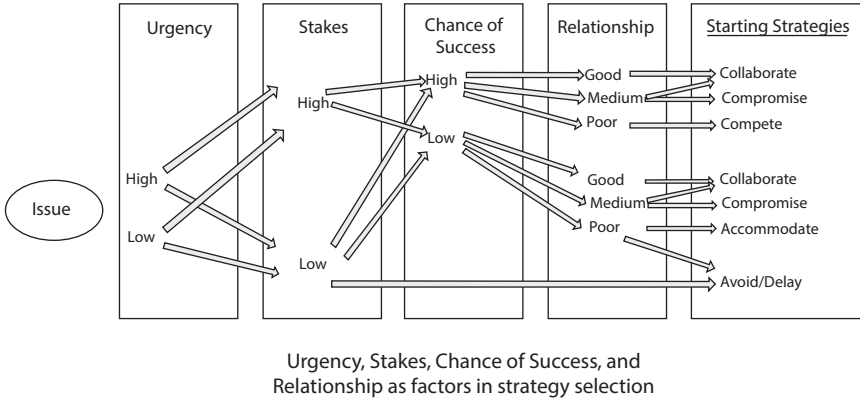 Urgency
Stakes
Chance of
Success
Relationship
Starting Strategies
Issue
High
Low
High
Low
High
Low
Good
Medium
Poor
Good
Medium
Poor
Collaborate
Compromise
Compete
Collaborate
Compromise
Accommodate
Avoid/Delay
Urgency, Stakes, Chance of Success, and
Relationship as factors in strategy selection